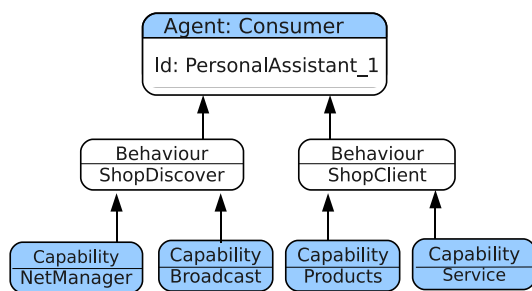 Agent: Consumer
Id: PersonalAssistant_1
Behaviour
ShopDiscover
Behaviour
ShopClient
Capability
NetManager
Capability
Broadcast
Capability
Products
Capability
Service